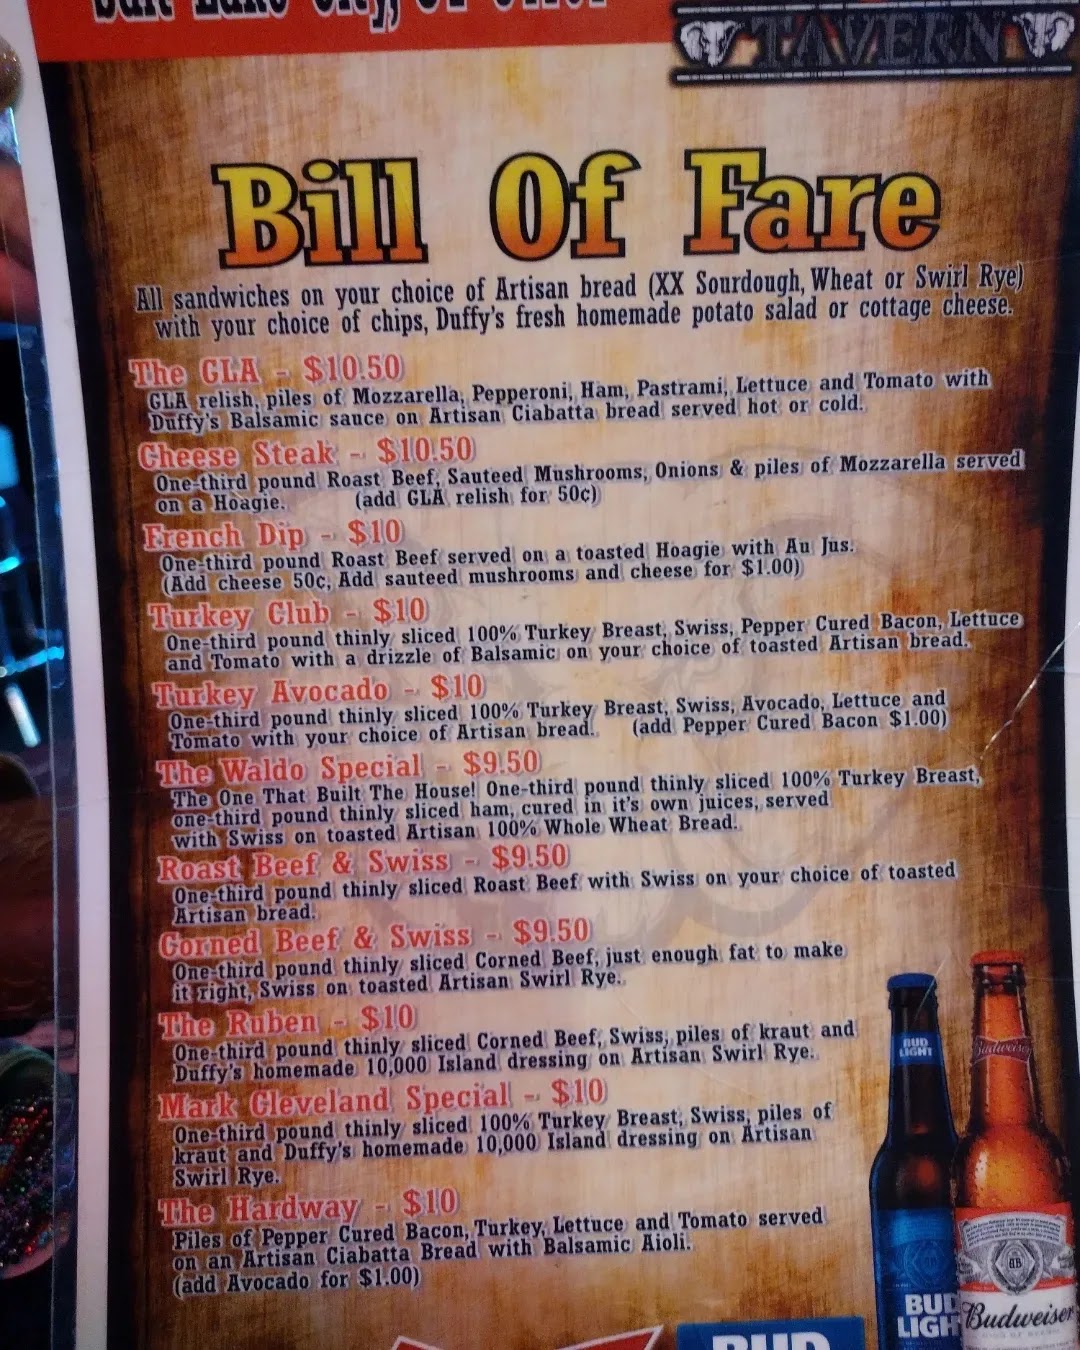 TAVERN
Bill Of Fare
All sandwiches on your choice of Artisan bread (XX Sourdough, Wheat or Swirl Rye)
with your choice of chips, Duffy's fresh homemade potato salad or cottage cheese.
The GLA - $10.50
GLA relish, piles of Mozzarella, Pepperoni, Ham, Pastrami, Lettuce and Tomato with
Duffy's Balsamic sauce on Artisan Ciabatta bread served hot or cold.
Cheese Steak - $10.50
One-third pound Roast Beef, Sauteed Mushrooms, Onions & piles of Mozzarella served
on a Hoagie. (add GLA relish for 50¢)
French Dip - $10
One-third pound Roast Beef served on a toasted Hoagie with Au Jus.
(Add cheese 50¢, Add sauteed mushrooms and cheese for $1.00)
Turkey Club - $10
One-third pound thinly sliced 100% Turkey Breast, Swiss, Pepper Cured Bacon, Lettuce
and Tomato with a drizzle of Balsamic on your choice of toasted Artisan bread.
Turkey Avocado - $10
One-third pound thinly sliced 100% Turkey Breast, Swiss, Avocado, Lettuce and
Tomato with your choice of Artisan bread. (add Pepper Cured Bacon $1.00)
The Waldo Special - $9.50
The One That Built The House! One-third pound thinly sliced 100% Turkey Breast,
one-third pound thinly sliced ham, cured in it's own juices, served
with Swiss on toasted Artisan 100% Whole Wheat Bread.
Roast Beef & Swiss - $9.50
One-third pound thinly sliced Roast Beef with Swiss on your choice of toasted
Artisan bread.
Corned Beef & Swiss - $9.50
One-third pound thinly sliced Corned Beef, just enough fat to make
it right, Swiss on toasted Artisan Swirl Rye.
The Ruben - $10
One-third pound thinly sliced Corned Beef, Swiss, piles of kraut and
Duffy's homemade 10,000 Island dressing on Artisan Swirl Rye.
Mark Cleveland Special - $10
One-third pound thinly sliced 100% Turkey Breast, Swiss, piles of
kraut and Duffy's homemade 10,000 Island dressing on Artisan
Swirl Rye.
The Hardway - $10
Piles of Pepper Cured Bacon, Turkey, Lettuce and Tomato served
on an Artisan Ciabatta Bread with Balsamic Aioli.
(add Avocado for $1.00)
BUD
LIGHT
Budweiser
BUD
LIGH
Budweiser
BUD